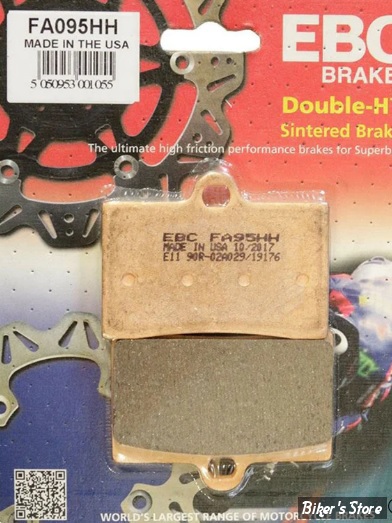 FA095HH
MADE IN THE USA
5 050953 001055
EBC
BRAKE
Double-H
Sintered Brak
The ultimate high friction performance brakes for Superb
EBC FA95HH
MADE IN USA 10/2017
E11 90R-02A029/19176
WORLD'S LARGEST RANGE OF MOTOR
Biker's Store